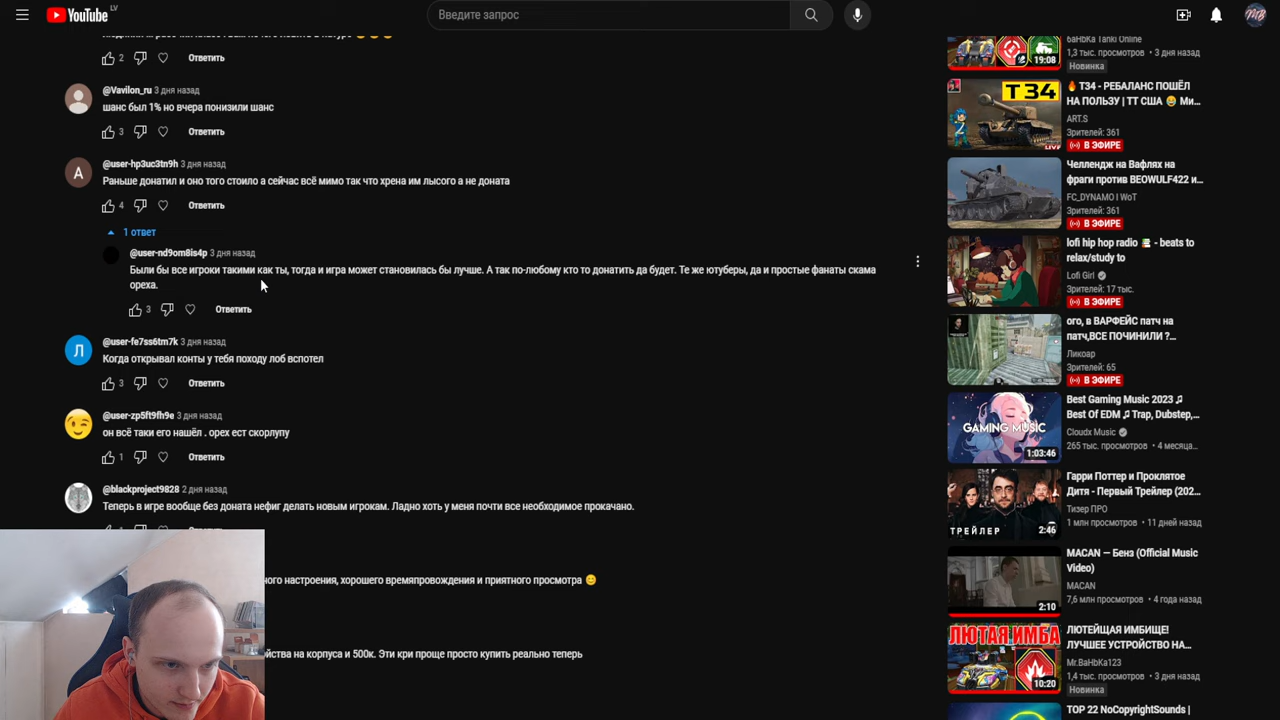 YouTube LV
Введите запрос
2 Ответить
@Vavilon_ru 3 дня назад
шанс был 1% но вчера понизили шанс
3 Ответить
A
@user-hp3uc3tn9h 3 дня назад
Раньше донатил и оно того стоило а сейчас всё мимо так что хрена им лысого а не доната
4 Ответить
1 ответ
@user-nd9om8is4p 3 дня назад
Были бы все игроки такими как ты, тогда и игра может становилась бы лучше. А так по-любому кто то донатить да будет. Те же ютуберы, да и простые фанаты скама
ореха.
3 Ответить
Л
@user-fe7ss6tm7k 3 дня назад
Когда открывал конты у тебя походу лоб вспотел
3 Ответить
@user-zp5ft9fh9e 3 дня назад
он всё таки его нашёл . орех ест скорлупу
1 Ответить
@blackproject9828 2 дня назад
Теперь в игре вообще без доната нефиг делать новым игрокам. Ладно хоть у меня почти все необходимое прокачано.
настроения, хорошего времяпровождения и приятного просмотра 😊
на корпуса и 500к. Эти кри проще просто купить реально теперь
19:08
6aHbKa Tanki Online
1,3 тыс. просмотров • 3 дня назад
Новинка
T 34
LIVE
🔥 T34 - РЕБАЛАНС ПОШЁЛ
НА ПОЛЬЗУ | ТТ США 😂 Ми...
ART.S
Зрителей: 361
В ЭФИРЕ
Челлендж на Вафлях на
фраги против BEOWULF422 и...
FC_DYNAMO l WoT
Зрителей: 361
В ЭФИРЕ
lofi hip hop radio 📚 - beats to
relax/study to
Lofi Girl
Зрителей: 17 тыс.
В ЭФИРЕ
ого, в ВАРФЕЙС патч на
патч,ВСЕ ПОЧИНИЛИ ?...
Ликоар
Зрителей: 65
В ЭФИРЕ
GAMING MUSIC
1:03:46
Best Gaming Music 2023 ♫
Best Of EDM ♫ Trap, Dubstep,...
Cloudx Music
265 тыс. просмотров • 4 месяца...
ТРЕЙЛЕР
2:46
Гарри Поттер и Проклятое
Дитя - Первый Трейлер (202...
Тизер ПРО
1 млн просмотров • 11 дней назад
2:10
MACAN — Бенз (Official Music
Video)
MACAN
7,6 млн просмотров • 4 года назад
ЛЮТАЯ ИМБА
10:20
ЛЮТЕЙЩАЯ ИМБИЩЕ!
ЛУЧШЕЕ УСТРОЙСТВО НА...
Mr.BaHbKa123
1,4 тыс. просмотров • 3 дня назад
Новинка
TOP 22 NoCopyrightSounds |